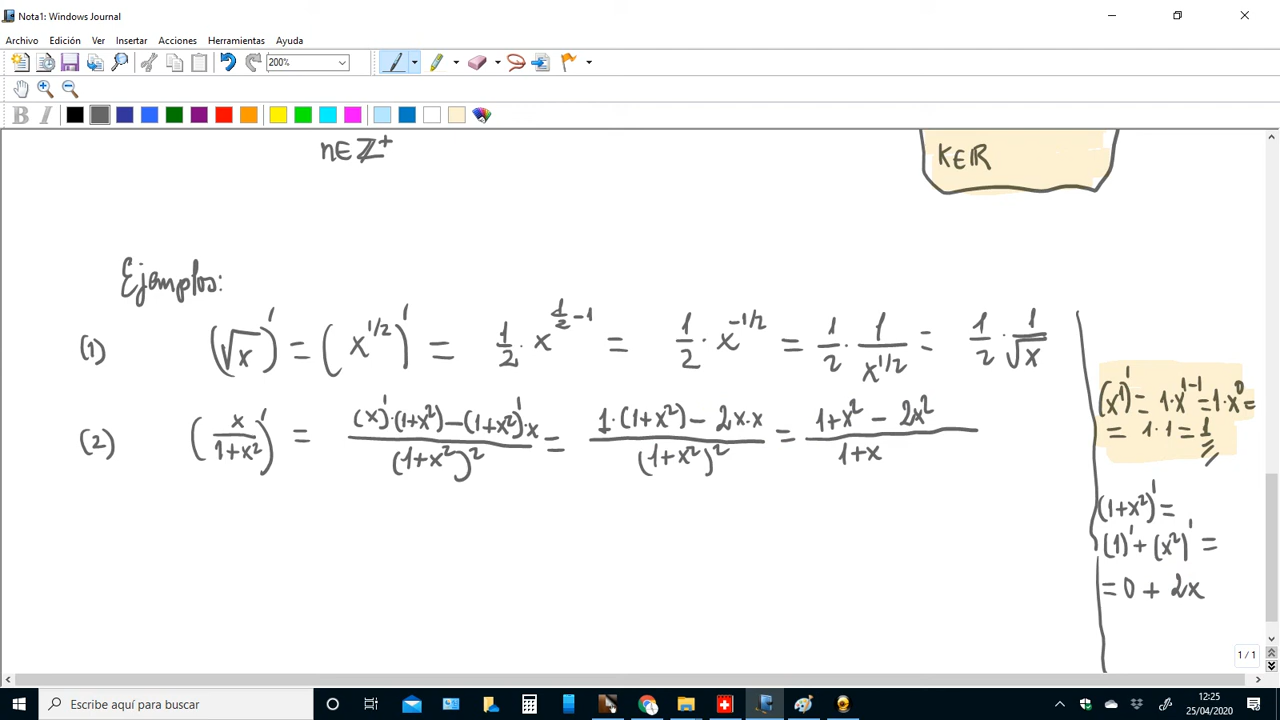 Nota1: Windows Journal
Archivo Edición Ver Insertar Acciones Herramientas Ayuda
200%
B I
n∈ℤ⁺
K∈ℝ
Ejemplos:
(1) (√x)' = (x^{1/2})' = 1/2 · x^{1/2 - 1} = 1/2 · x^{-1/2} = 1/2 · 1/x^{1/2} = 1/2 · 1/√x
(2) (x/(1+x²))' = ((x)'·(1+x²)-(1+x²)'·x)/(1+x²)² = (1·(1+x²) - 2x·x)/(1+x²)² = (1+x² - 2x²)/(1+x
(x¹)' = 1·x^{1-1} = 1·x⁰ =
= 1·1 = 1
(1+x²)' =
(1)' + (x²)' =
= 0 + 2x
1 / 1
Escribe aquí para buscar
12:25
25/04/2020